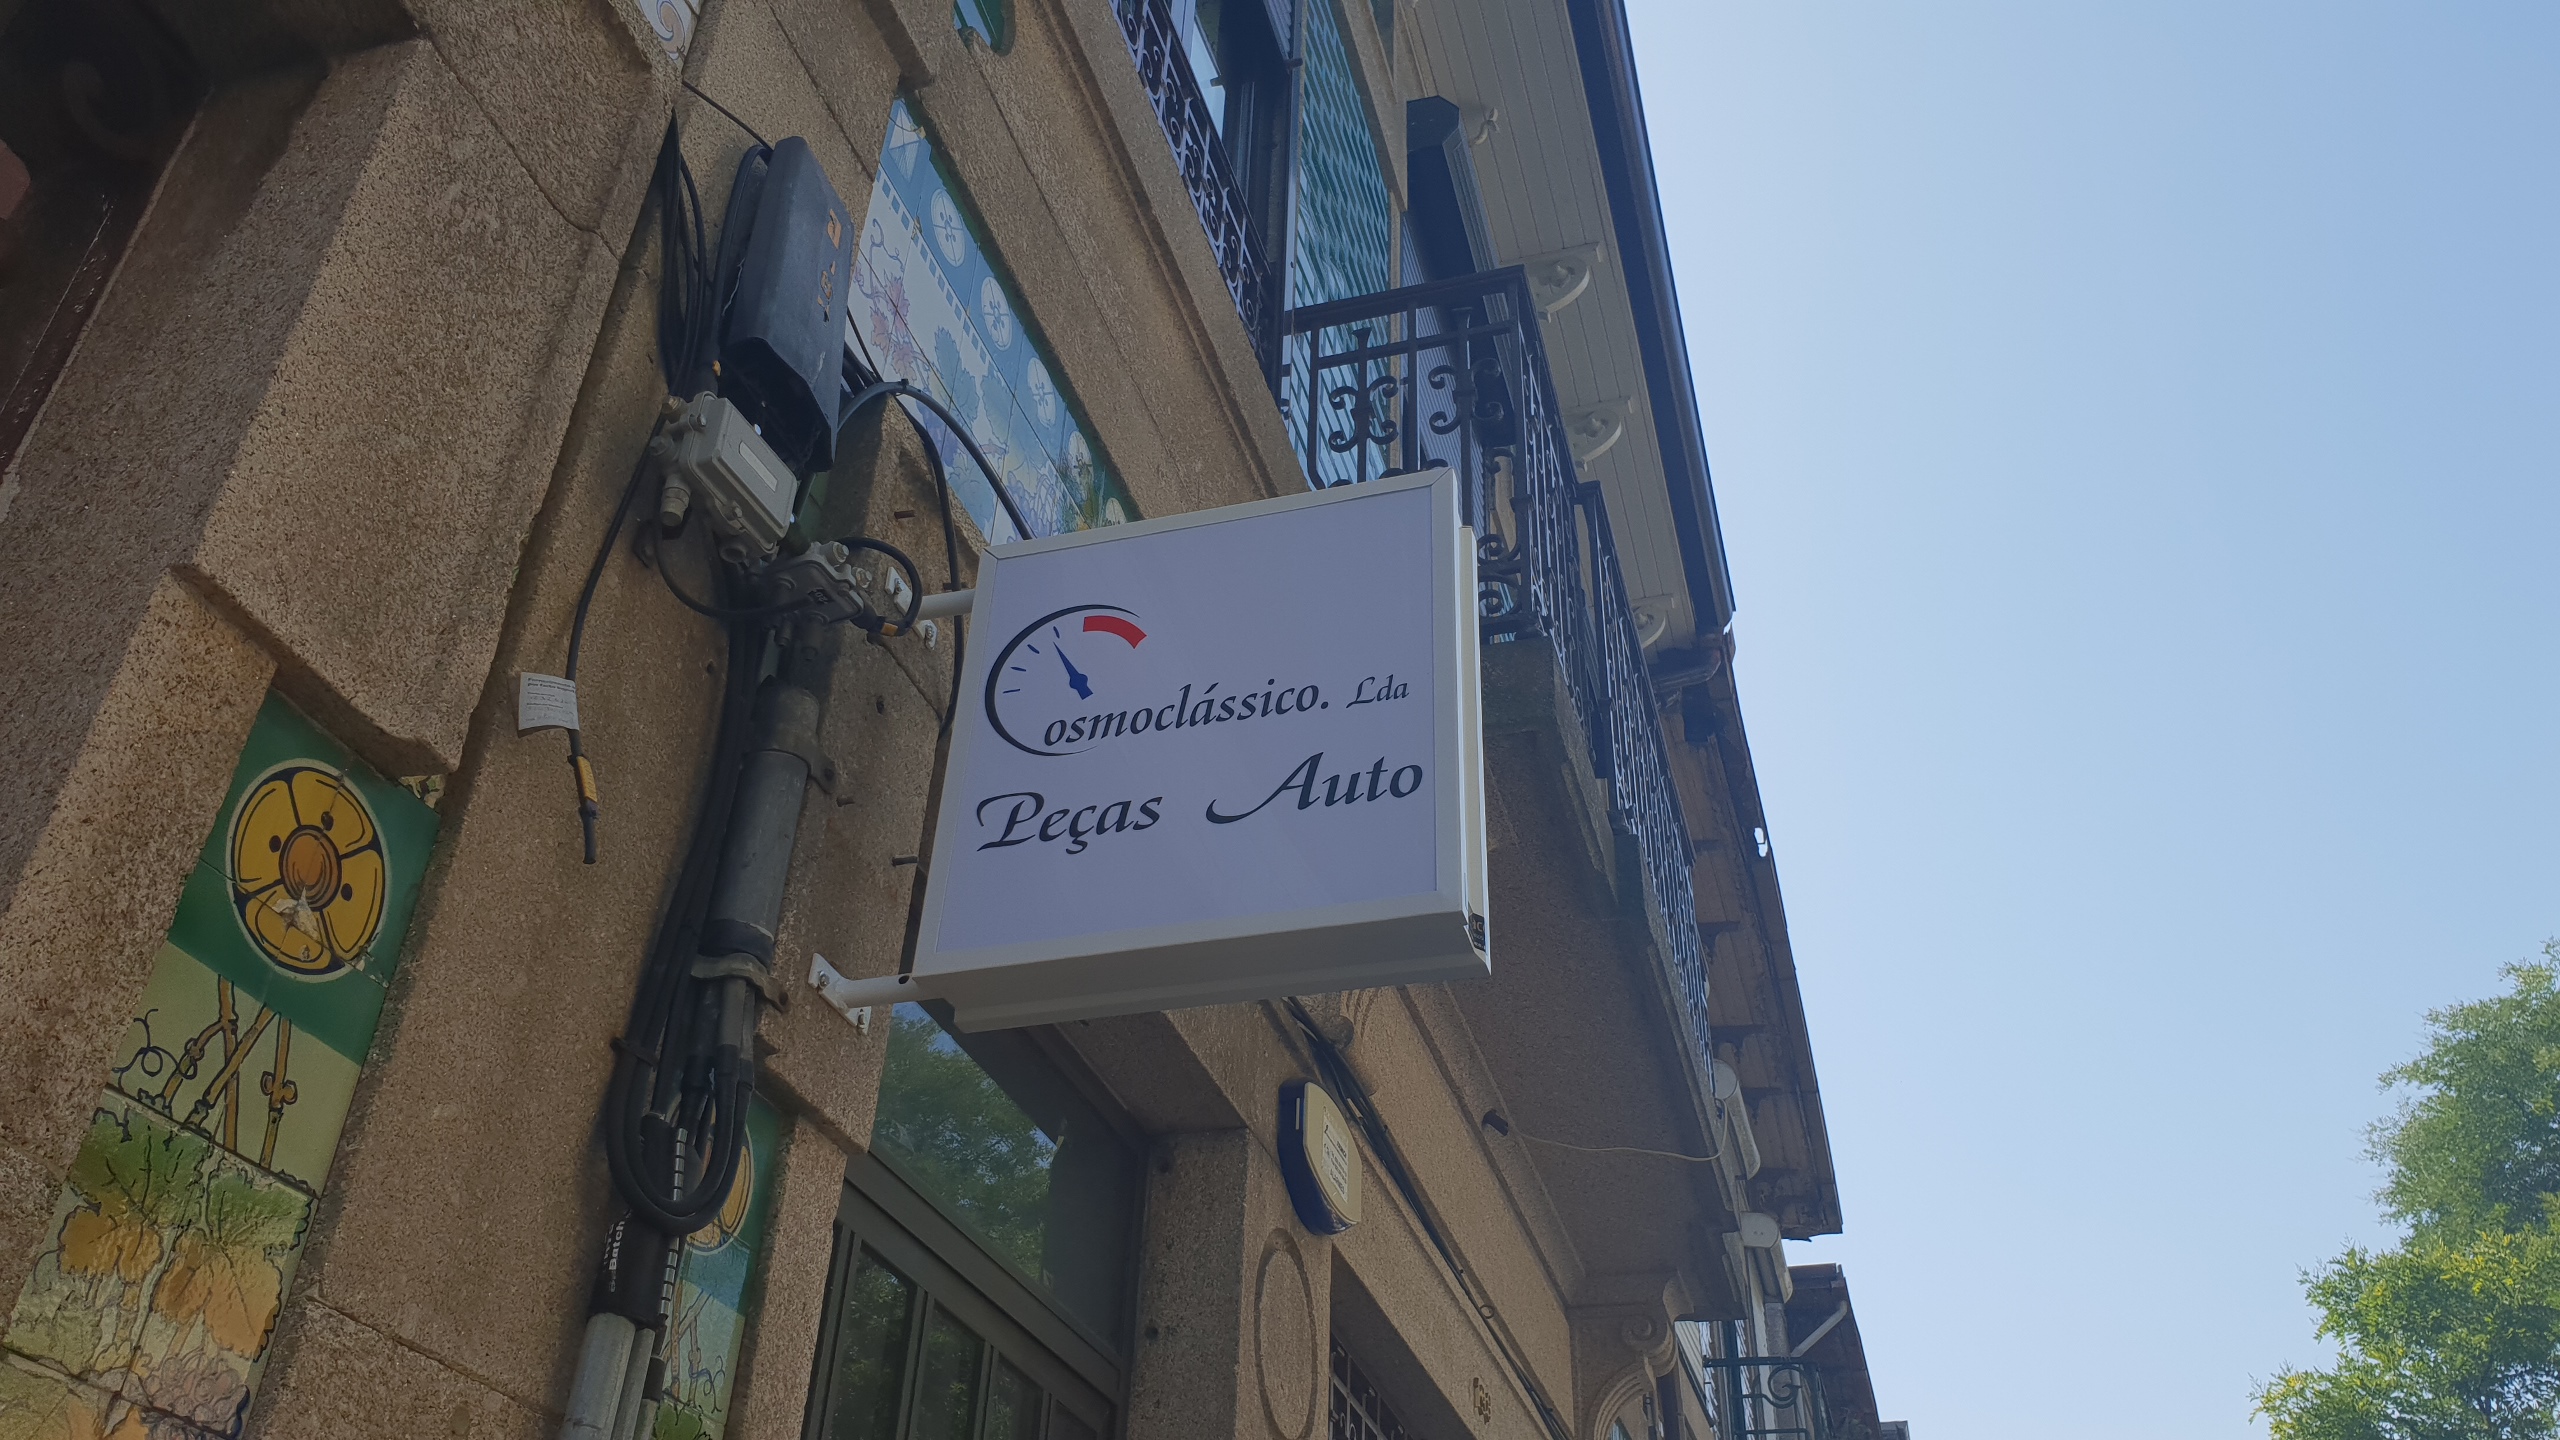 Cosmoclássico. Lda
Peças Auto